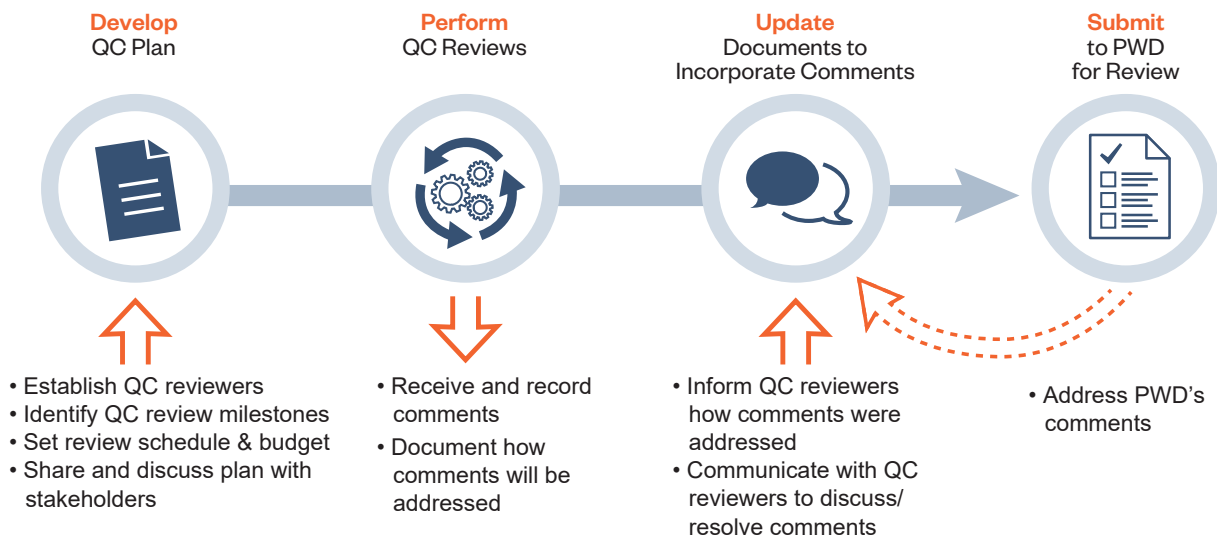 Develop
QC Plan
Perform
QC Reviews
Update
Documents to
Incorporate Comments
Submit
to PWD
for Review
• Establish QC reviewers
• Identify QC review milestones
• Set review schedule & budget
• Share and discuss plan with
stakeholders
• Receive and record
comments
• Document how
comments will be
addressed
• Inform QC reviewers
how comments were
addressed
• Communicate with QC
reviewers to discuss/
resolve comments
• Address PWD's
comments